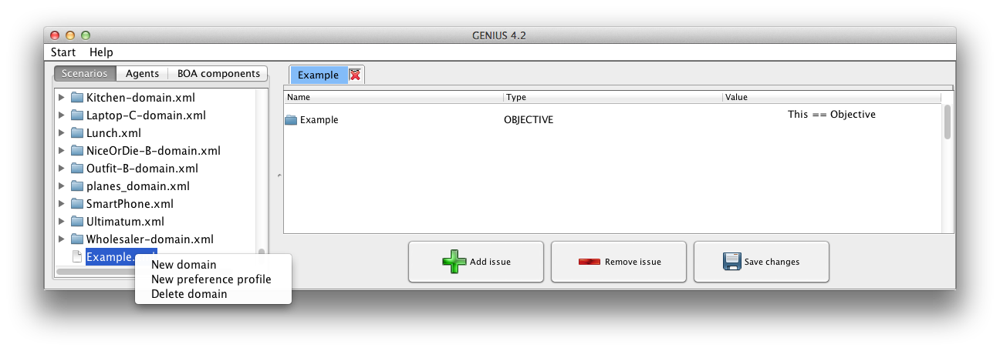 GENIUS 4.2
Start Help
Scenarios Agents BOA components
Kitchen-domain.xml
Laptop-C-domain.xml
Lunch.xml
NiceOrDie-B-domain.xml
Outfit-B-domain.xml
planes_domain.xml
SmartPhone.xml
Ultimatum.xml
Wholesaler-domain.xml
Example.
New domain
New preference profile
Delete domain
Example
Name Type Value
Example OBJECTIVE This == Objective
Add issue Remove issue Save changes